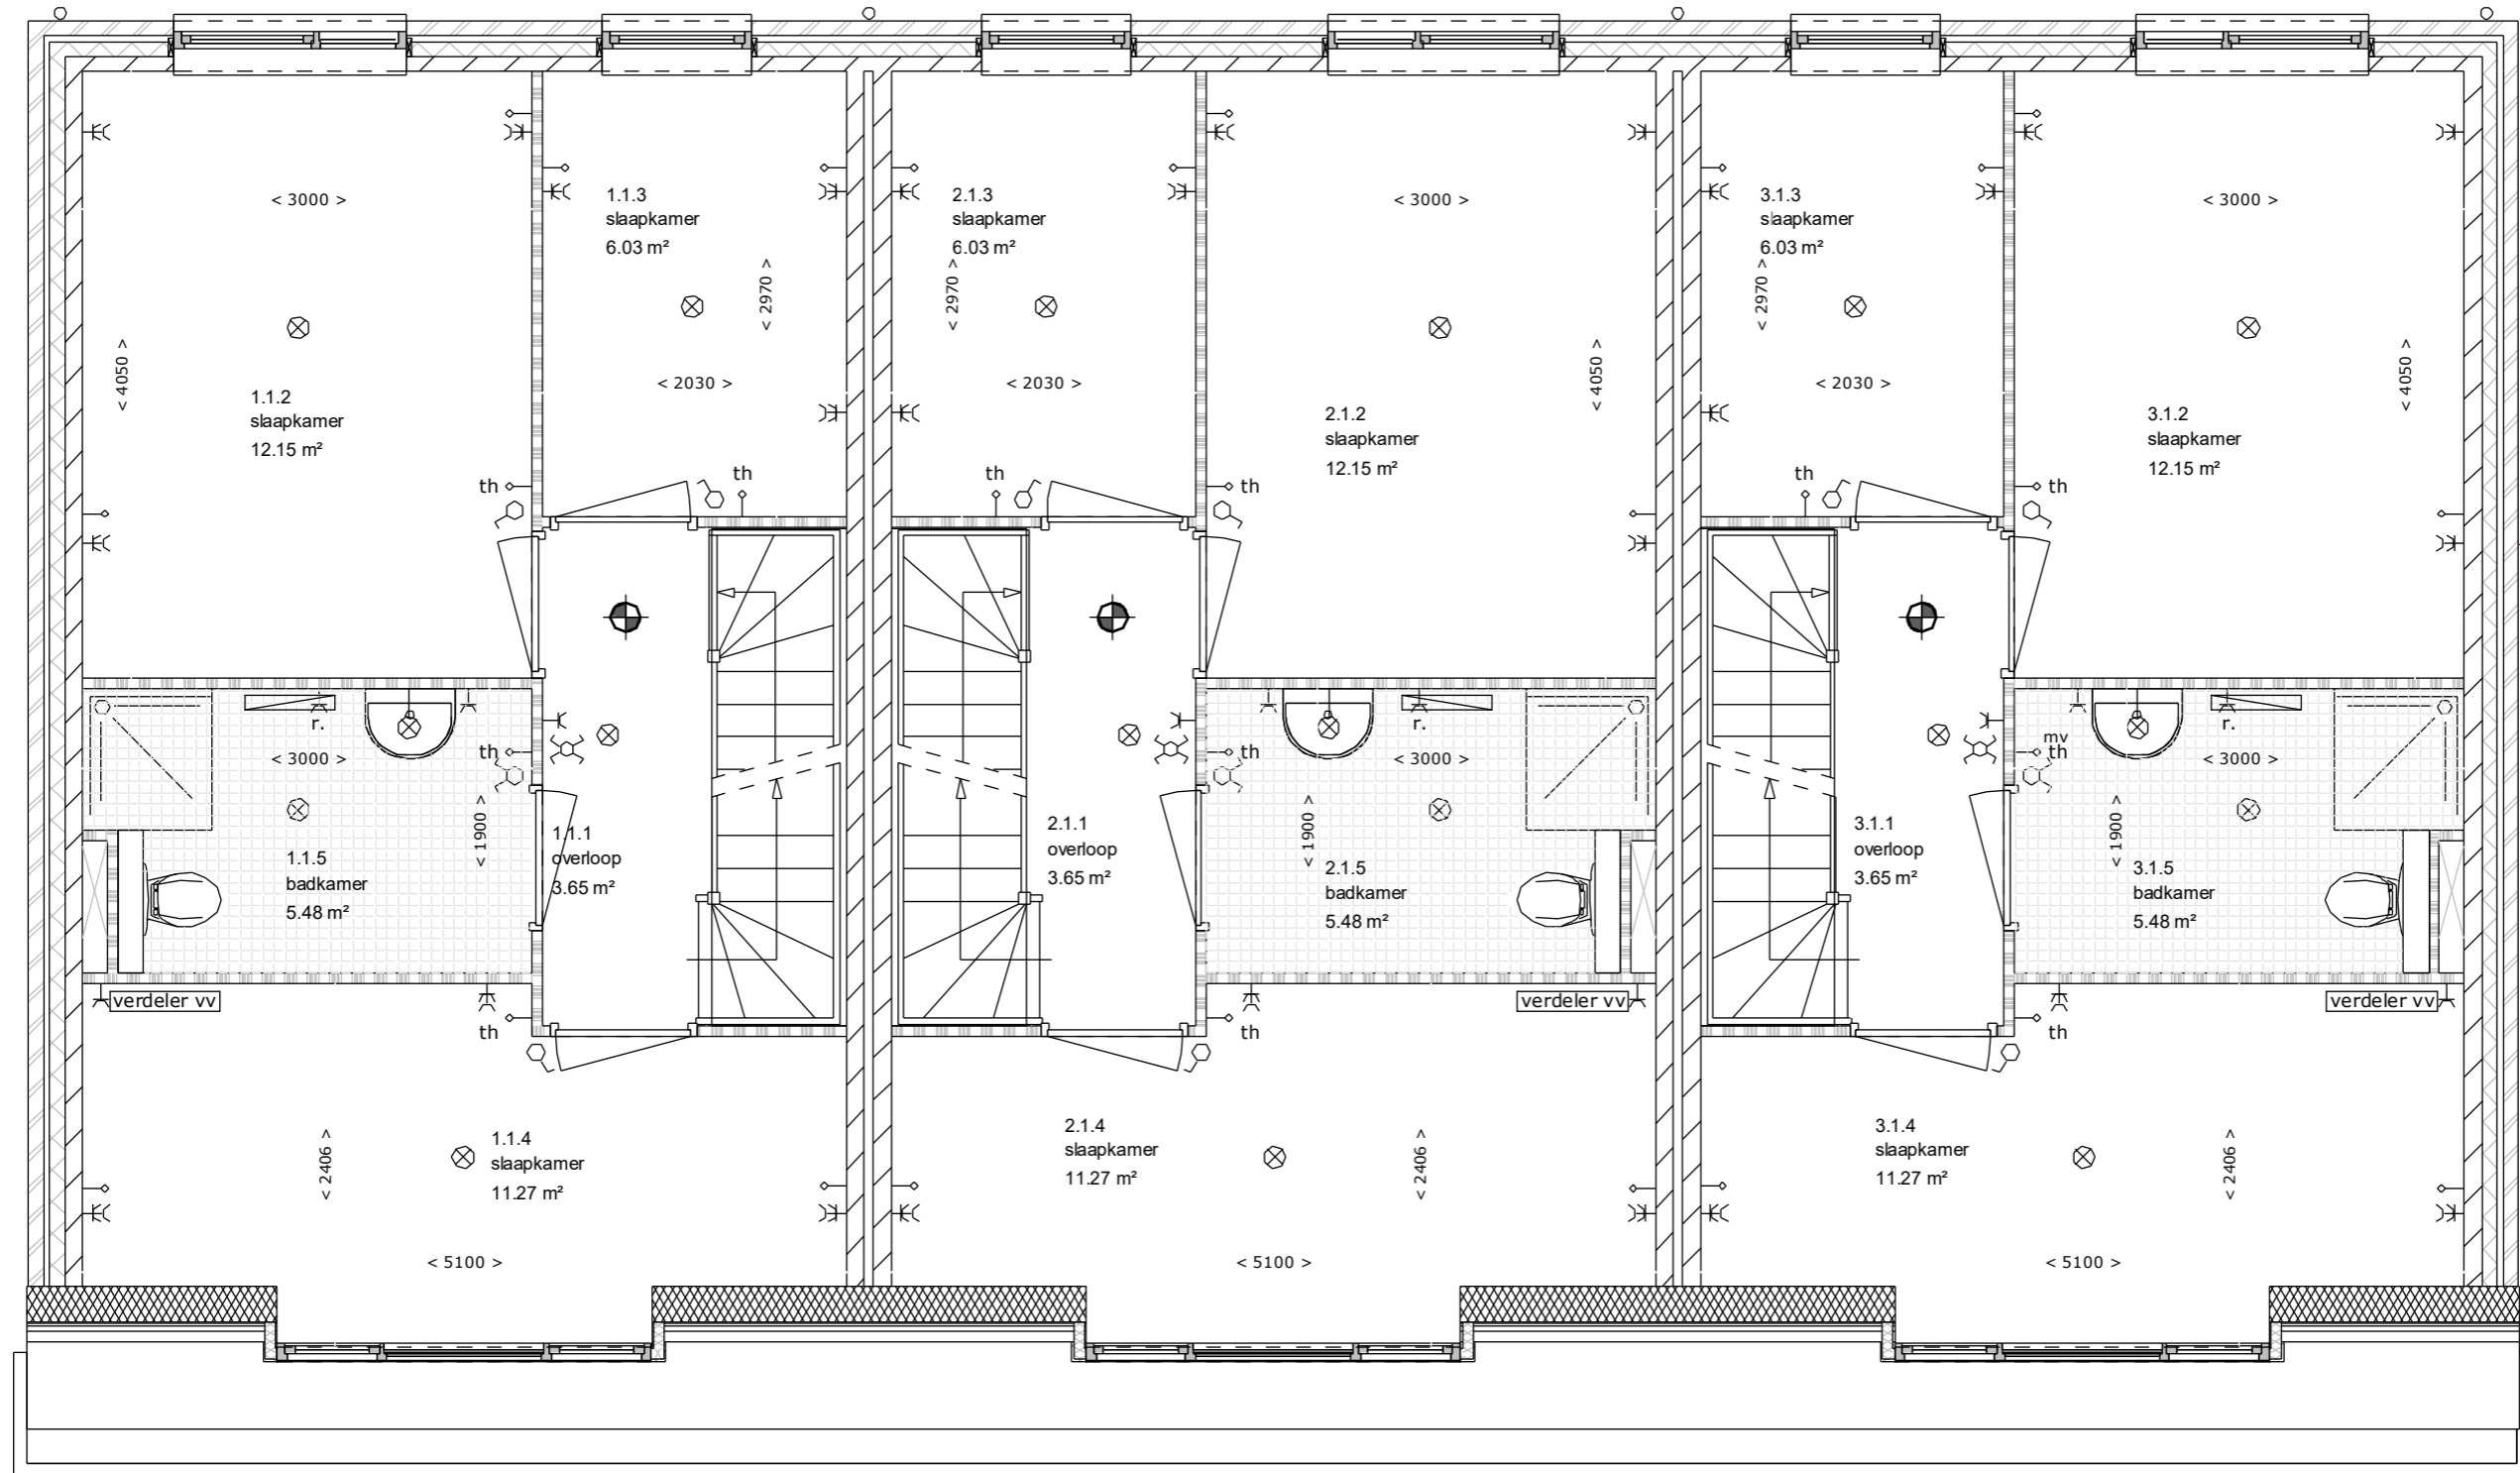 < 3000 >
1.1.3
slaapkamer
6.03 m²
2.1.3
slaapkamer
6.03 m²
< 3000 >
3.1.3
slaapkamer
6.03 m²
< 3000 >
< 2970 >
< 2970 >
< 2970 >
< 4050 >
< 2030 >
< 2030 >
< 4050 >
< 2030 >
< 4050 >
1.1.2
slaapkamer
12.15 m²
2.1.2
slaapkamer
12.15 m²
3.1.2
slaapkamer
12.15 m²
th
th
th
th
th
th
r.
r.
r.
th
< 3000 >
th
< 3000 >
mv
th
< 3000 >
< 1900 >
1.1.1
overloop
3.65 m²
2.1.1
overloop
3.65 m²
< 1900 >
3.1.1
overloop
3.65 m²
< 1900 >
1.1.5
badkamer
5.48 m²
2.1.5
badkamer
5.48 m²
3.1.5
badkamer
5.48 m²
verdeler vv
verdeler vv
verdeler vv
th
th
th
< 2406 >
1.1.4
slaapkamer
11.27 m²
2.1.4
slaapkamer
11.27 m²
< 2406 >
3.1.4
slaapkamer
11.27 m²
< 2406 >
< 5100 >
< 5100 >
< 5100 >